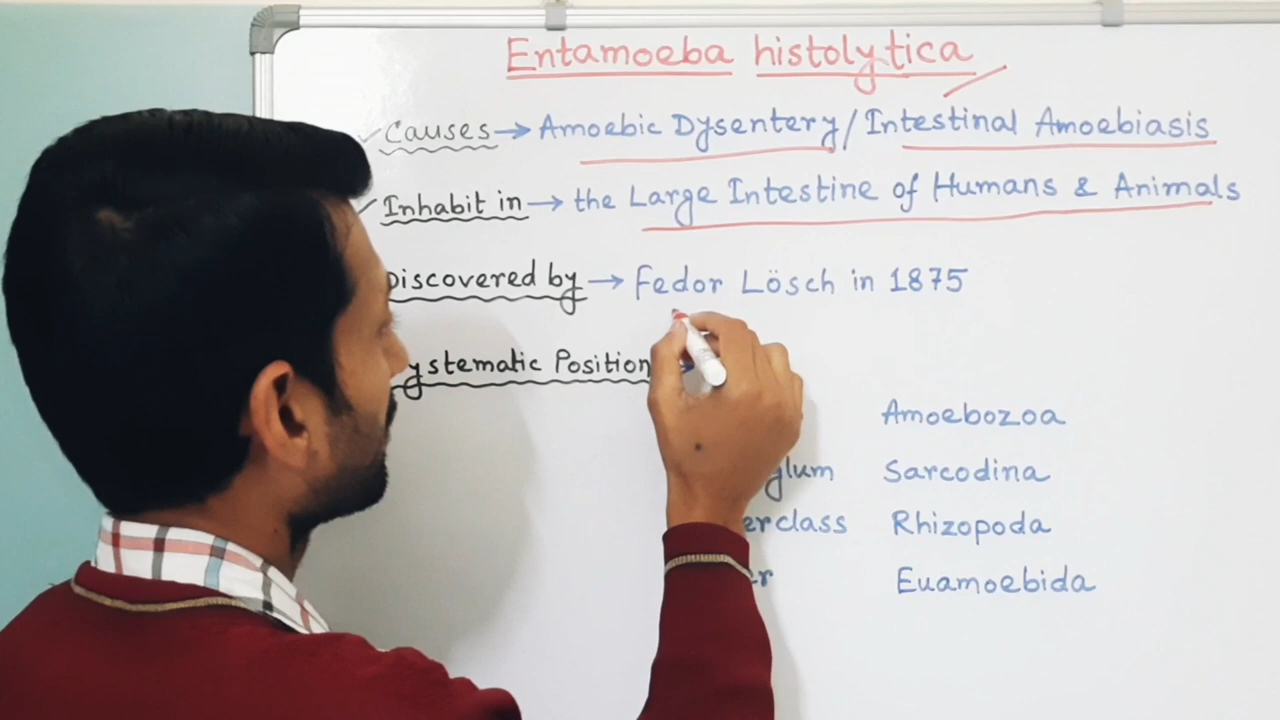 Entamoeba histolytica
Causes → Amoebic Dysentery / Intestinal Amoebiasis
Inhabit in → the Large Intestine of Humans & Animals
Discovered by → Fedor Lösch in 1875
ystematic Position
Amoebozoa
ylum Sarcodina
erclass Rhizopoda
er Euamoebida